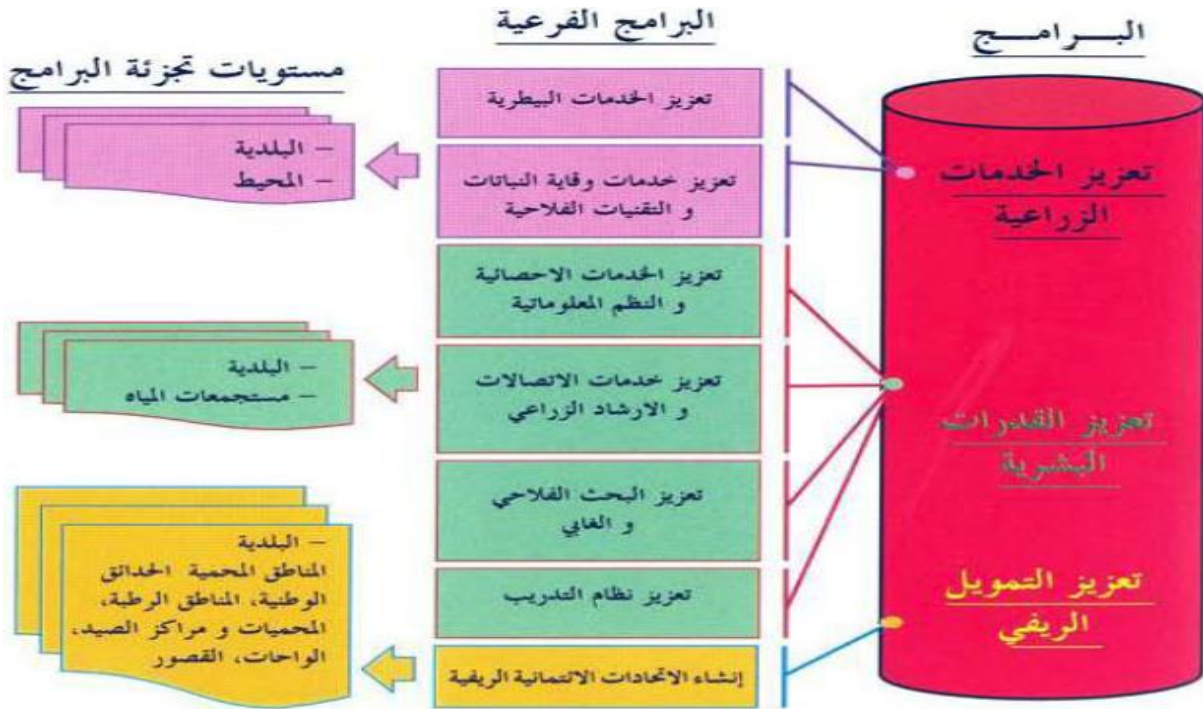 البرامج
البرامج الفرعية
مستويات تجزئة البرامج
تعزيز الخدمات
الزراعية
تعزيز القدرات
البشرية
تعزيز التمويل
الريفي
تعزيز الخدمات البيطرية
تعزيز خدمات وقاية النباتات
و التقنيات الفلاحية
تعزيز الخدمات الاحصائية
و النظم المعلوماتية
تعزيز خدمات الاتصالات
و الارشاد الزراعي
تعزيز البحث الفلاحي
و الغابي
تعزيز نظام التدريب
إنشاء الاتحادات الائتمانية الريفية
– البلدية
– المحيط
– البلدية
– مستجمعات المياه
– البلدية
المناطق المحمية الحدائق
الوطنية، المناطق الرطبة،
المحميات و مراكز الصيد،
الواحات، القصور